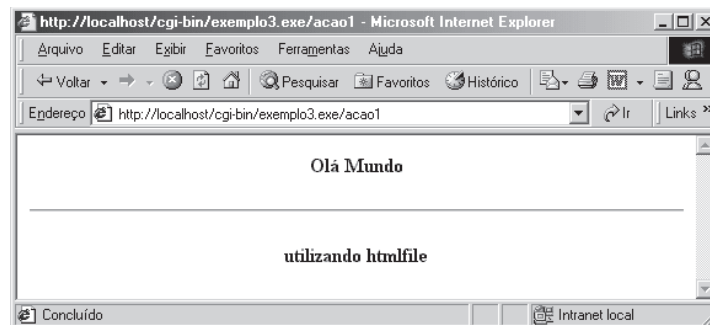 http://localhost/cgi-bin/exemplo3.exe/acao1 - Microsoft Internet Explorer
Arquivo Editar Exibir Favoritos Ferramentas Ajuda
Voltar Pesquisar Favoritos Histórico
Endereço http://localhost/cgi-bin/exemplo3.exe/acao1 Ir Links »
Olá Mundo
utilizando htmlfile
Concluído Intranet local